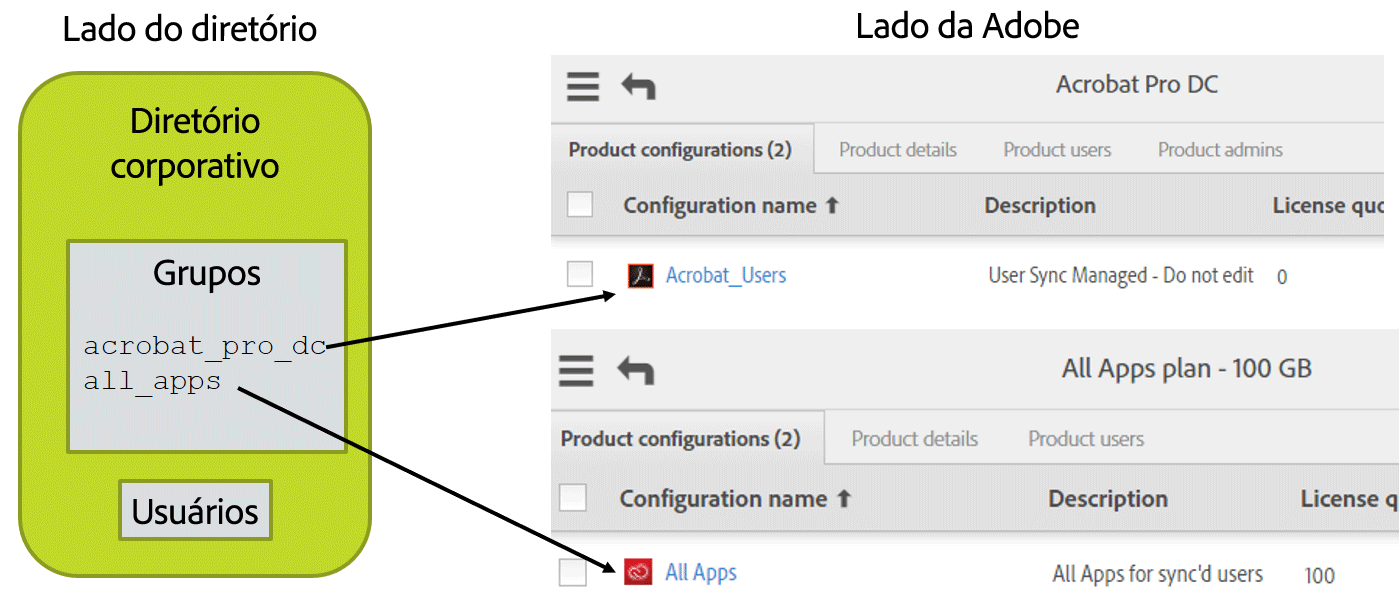 Lado do diretório
Diretório
corporativo
Grupos
acrobat_pro_dc
all_apps
Usuários
Lado da Adobe
Acrobat Pro DC
Product configurations (2) Product details Product users Product admins
Configuration name Description License quo
Acrobat_Users User Sync Managed - Do not edit 0
All Apps plan - 100 GB
Product configurations (2) Product details Product users
Configuration name Description License q
All Apps All Apps for sync'd users 100